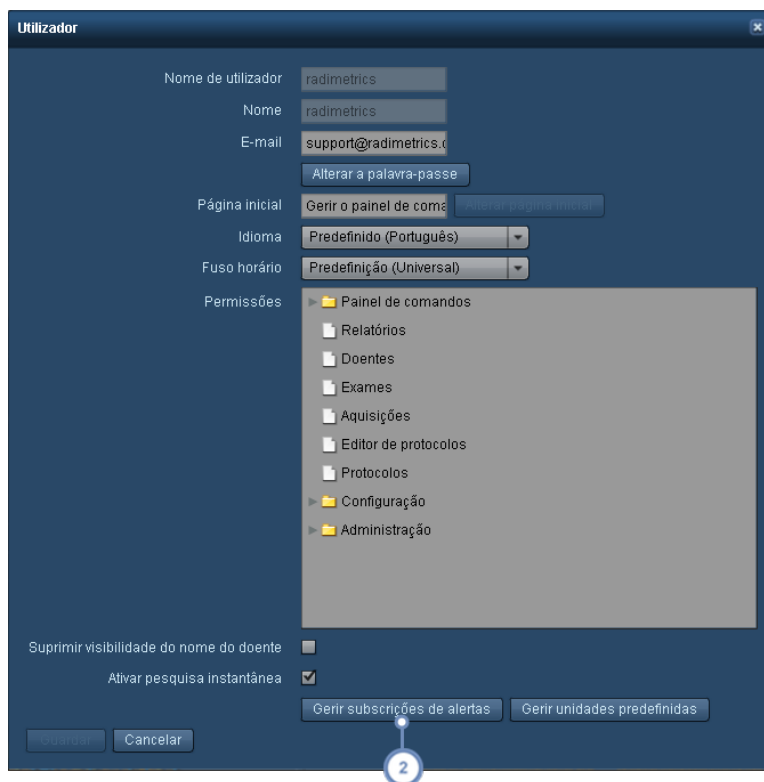 Utilizador
Nome de utilizador radimetrics
Nome radimetrics
E-mail support@radimetrics.c
Alterar a palavra-passe
Página inicial Gerir o painel de coma Alterar página inicial
Idioma Predefinido (Português)
Fuso horário Predefinição (Universal)
Permissões Painel de comandos
Relatórios
Doentes
Exames
Aquisições
Editor de protocolos
Protocolos
Configuração
Administração
Suprimir visibilidade do nome do doente
Ativar pesquisa instantânea
Gerir subscrições de alertas Gerir unidades predefinidas
Guardar Cancelar
2